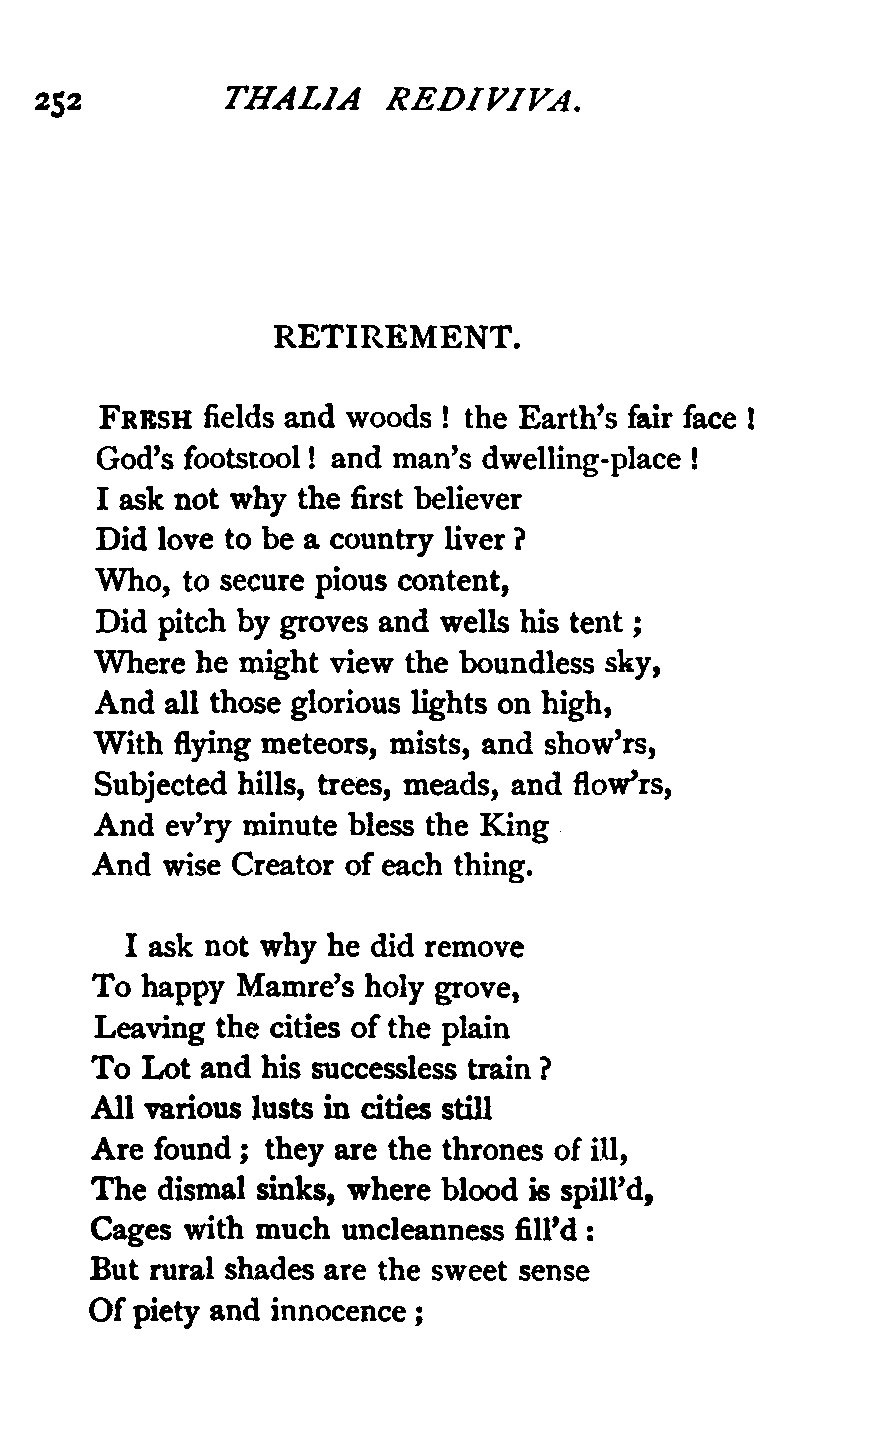 252 THALIA REDIVIVA.
RETIREMENT.
FRESH fields and woods ! the Earth's fair face !
God's footstool ! and man's dwelling-place !
I ask not why the first believer
Did love to be a country liver ?
Who, to secure pious content,
Did pitch by groves and wells his tent ;
Where he might view the boundless sky,
And all those glorious lights on high,
With flying meteors, mists, and show'rs,
Subjected hills, trees, meads, and flow'rs,
And ev'ry minute bless the King
And wise Creator of each thing.
I ask not why he did remove
To happy Mamre's holy grove,
Leaving the cities of the plain
To Lot and his successless train ?
All various lusts in cities still
Are found ; they are the thrones of ill,
The dismal sinks, where blood is spill'd,
Cages with much uncleanness fill'd :
But rural shades are the sweet sense
Of piety and innocence ;